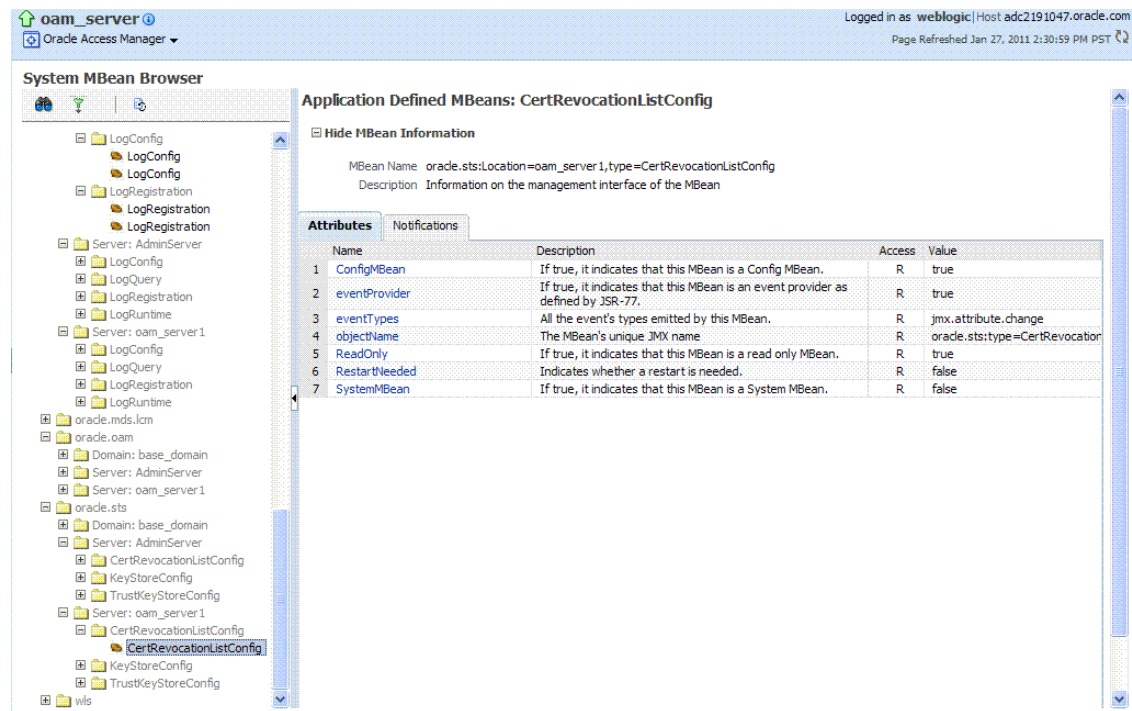 oam_server
Logged in as weblogic|Host adc2191047.oracle.com
Oracle Access Manager
Page Refreshed Jan 27, 2011 2:30:59 PM PST
System MBean Browser
LogConfig
LogConfig
LogConfig
LogRegistration
LogRegistration
LogRegistration
Server: AdminServer
LogConfig
LogQuery
LogRegistration
LogRuntime
Server: oam_server1
LogConfig
LogQuery
LogRegistration
LogRuntime
oracle.mds.lcm
oracle.oam
Domain: base_domain
Server: AdminServer
Server: oam_server1
oracle.sts
Domain: base_domain
Server: AdminServer
CertRevocationListConfig
KeyStoreConfig
TrustKeyStoreConfig
Server: oam_server1
CertRevocationListConfig
CertRevocationListConfig
KeyStoreConfig
TrustKeyStoreConfig
wls
Application Defined MBeans: CertRevocationListConfig
Hide MBean Information
MBean Name oracle.sts:Location=oam_server1,type=CertRevocationListConfig
Description Information on the management interface of the MBean
Attributes Notifications
Name Description Access Value
1 ConfigMBean If true, it indicates that this MBean is a Config MBean. R true
2 eventProvider If true, it indicates that this MBean is an event provider as defined by JSR-77. R true
3 eventTypes All the event's types emitted by this MBean. R jmx.attribute.change
4 objectName The MBean's unique JMX name R oracle.sts:type=CertRevocation
5 ReadOnly If true, it indicates that this MBean is a read only MBean. R true
6 RestartNeeded Indicates whether a restart is needed. R false
7 SystemMBean If true, it indicates that this MBean is a System MBean. R false